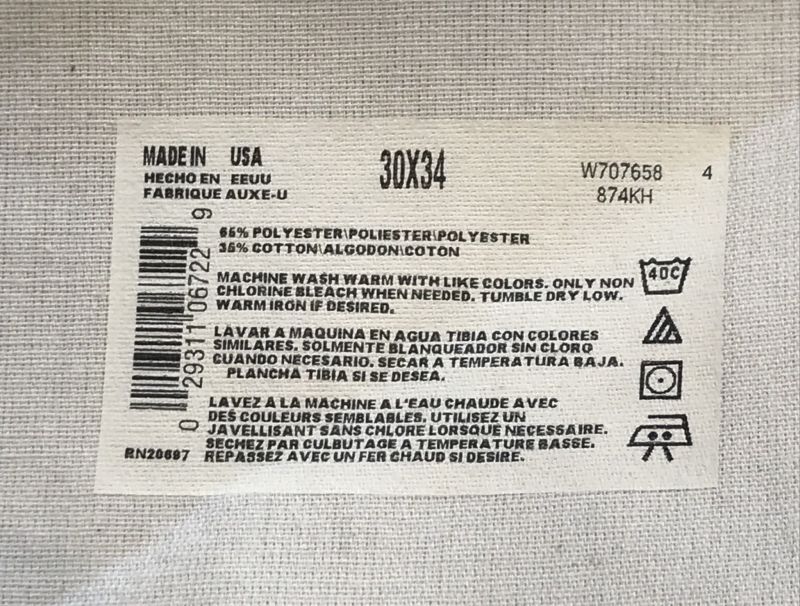 MADE IN USA
HECHO EN EEUU
FABRIQUE AUXE-U
30X34
W707658 4
874KH
0 29311 06722 9
65% POLYESTER\POLIESTER\POLYESTER
35% COTTON\ALGODON\COTON
MACHINE WASH WARM WITH LIKE COLORS. ONLY NON
CHLORINE BLEACH WHEN NEEDED. TUMBLE DRY LOW.
WARM IRON IF DESIRED.
40C
LAVAR A MAQUINA EN AGUA TIBIA CON COLORES
SIMILARES. SOLMENTE BLANQUEADOR SIN CLORO
CUANDO NECESARIO. SECAR A TEMPERATURA BAJA.
PLANCHA TIBIA SI SE DESEA.
LAVEZ A LA MACHINE A L'EAU CHAUDE AVEC
DES COULEURS SEMBLABLES. UTILISEZ UN
JAVELLISANT SANS CHLORE LORSQUE NECESSAIRE.
SECHEZ PAR CULBUTAGE A TEMPERATURE BASSE.
REPASSEZ AVEC UN FER CHAUD SI DESIRE.
RN20697